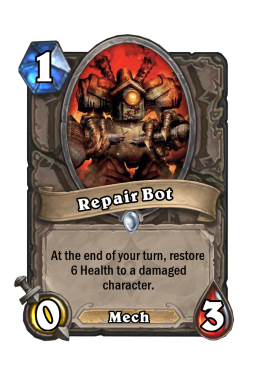 1
Repair Bot
At the end of your turn, restore
6 Health to a damaged
character.
0
Mech
3